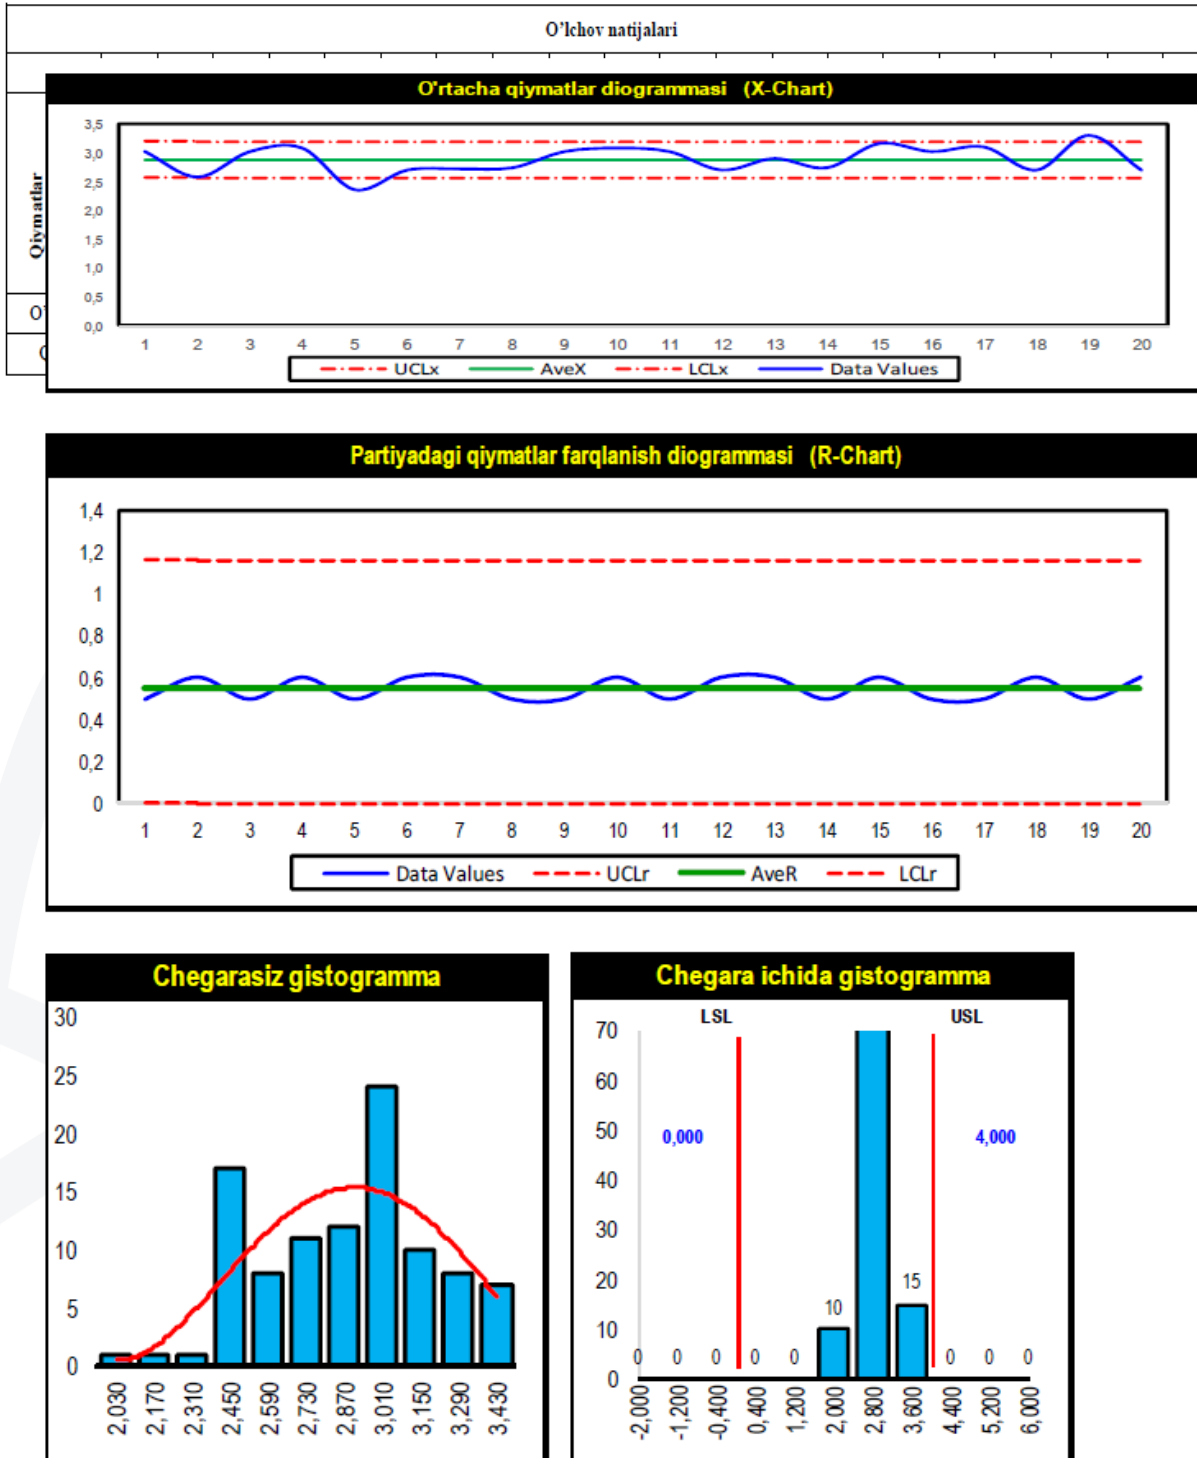 O’lchov natijalari
O'rtacha qiymatlar diogrammasi (X-Chart)
Qiymatlar
3,5
3,0
2,5
2,0
1,5
1,0
0,5
0,0
1 2 3 4 5 6 7 8 9 10 11 12 13 14 15 16 17 18 19 20
UCLx AveX LCLx Data Values
Partiyadagi qiymatlar farqlanish diogrammasi (R-Chart)
1,4
1,2
1
0,8
0,6
0,4
0,2
0
1 2 3 4 5 6 7 8 9 10 11 12 13 14 15 16 17 18 19 20
Data Values UCLr AveR LCLr
Chegarasiz gistogramma
30
25
20
15
10
5
0
2,030 2,170 2,310 2,450 2,590 2,730 2,870 3,010 3,150 3,290 3,430
Chegara ichida gistogramma
LSL USL
70
60
50
40
30
20
10
0
0,000 4,000
0 0 0 0 0 10 15 0 0 0
-2,000 -1,200 -0,400 0,400 1,200 2,000 2,800 3,600 4,400 5,200 6,000